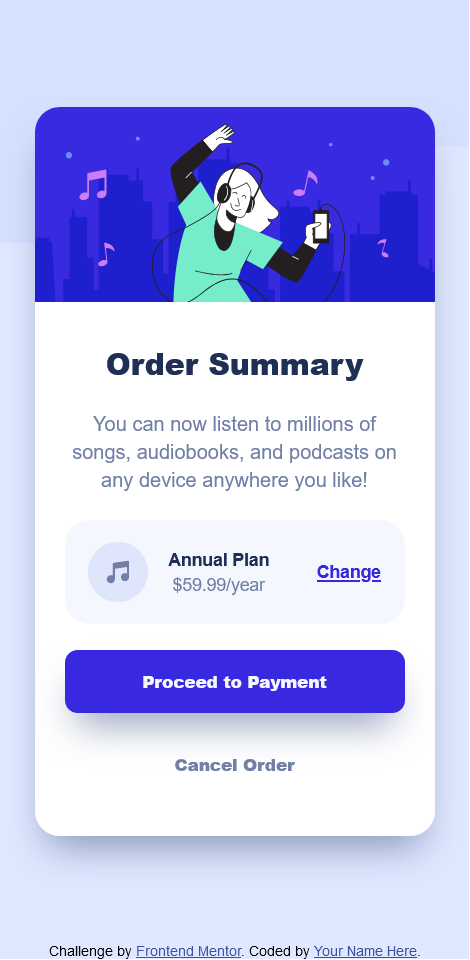 Order Summary
You can now listen to millions of
songs, audiobooks, and podcasts on
any device anywhere you like!
Annual Plan
$59.99/year
Change
Proceed to Payment
Cancel Order
Challenge by Frontend Mentor. Coded by Your Name Here.